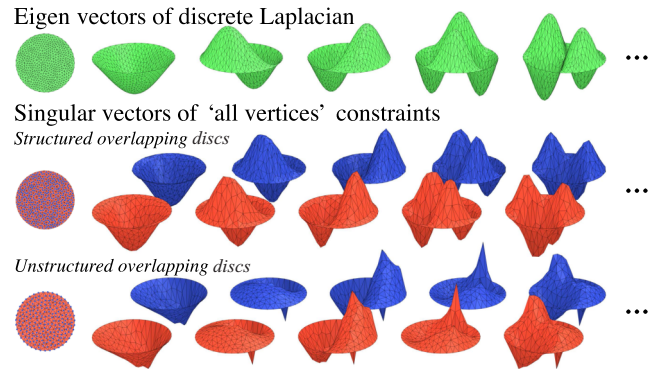 Eigen vectors of discrete Laplacian
...
Singular vectors of ‘all vertices’ constraints
Structured overlapping discs
...
Unstructured overlapping discs
...